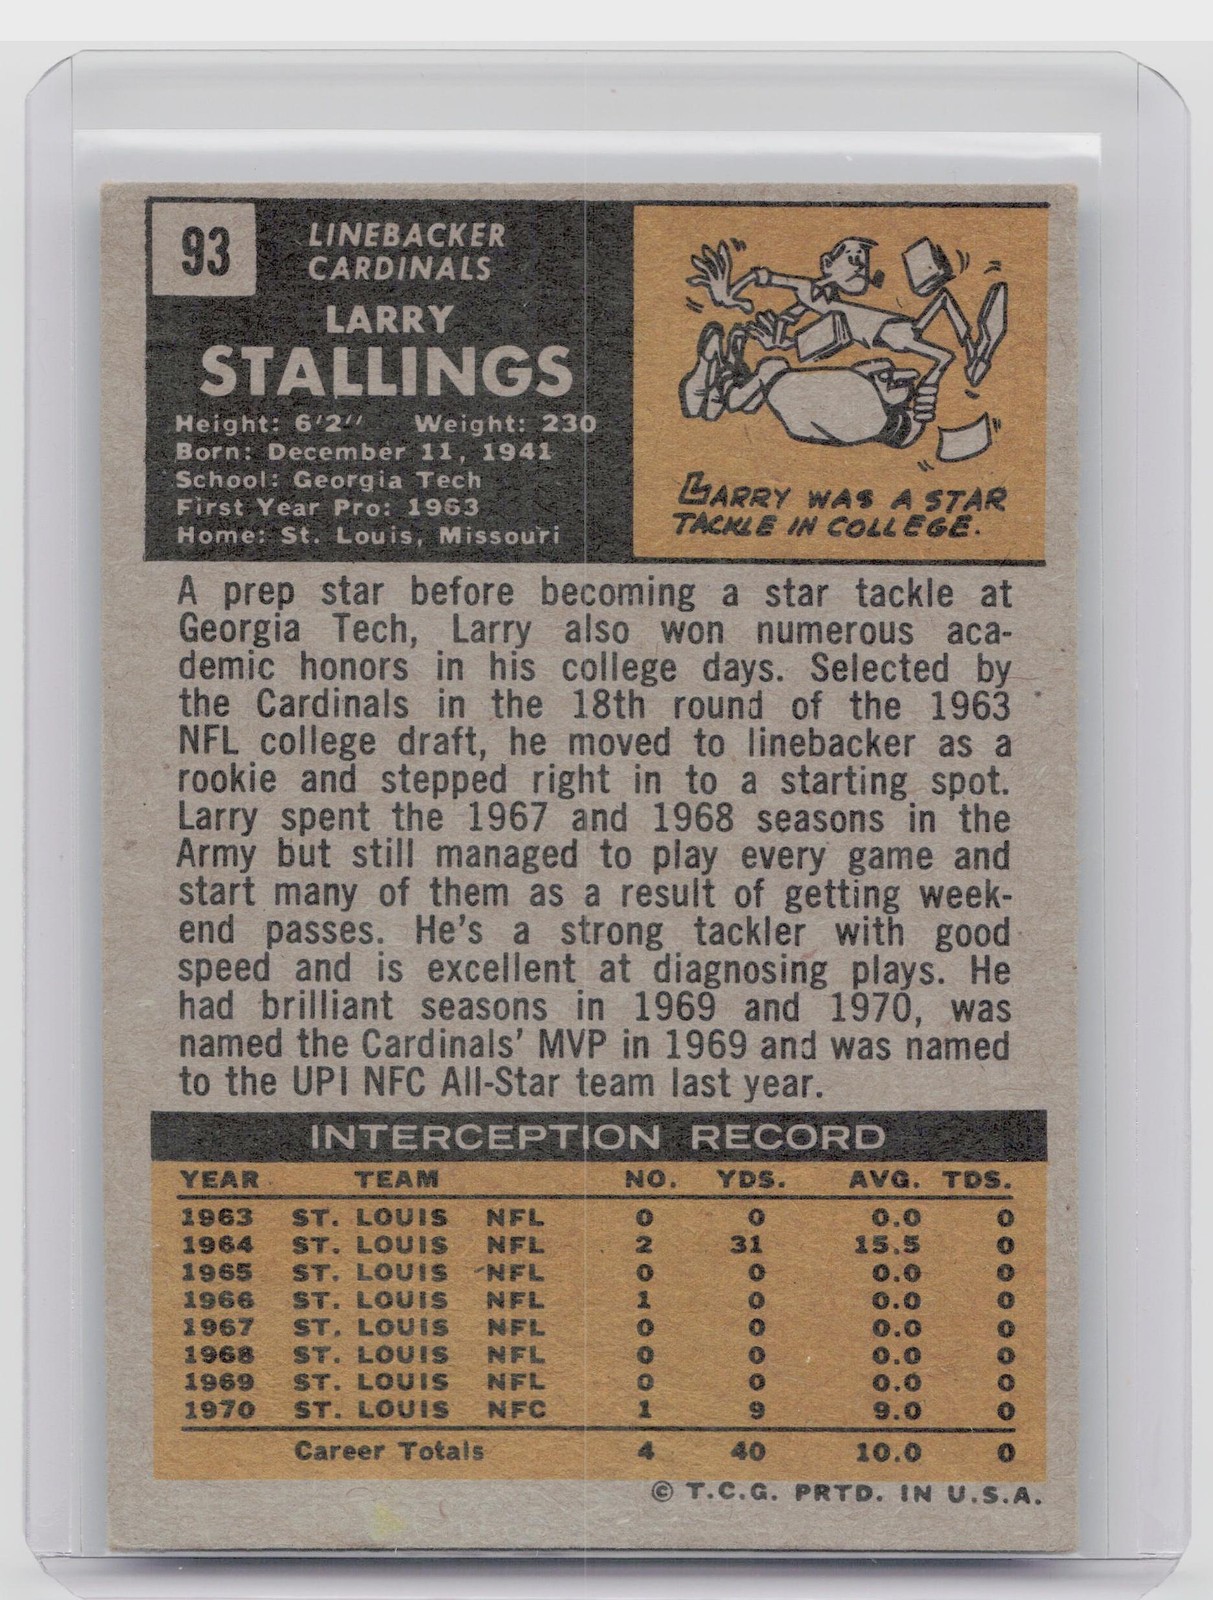 93
LINEBACKER
CARDINALS
LARRY
STALLINGS
Height: 6'2" Weight: 230
Born: December 11, 1941
School: Georgia Tech
First Year Pro: 1963
Home: St. Louis, Missouri
LARRY WAS A STAR
TACKLE IN COLLEGE.
A prep star before becoming a star tackle at
Georgia Tech, Larry also won numerous aca-
demic honors in his college days. Selected by
the Cardinals in the 18th round of the 1963
NFL college draft, he moved to linebacker as a
rookie and stepped right in to a starting spot.
Larry spent the 1967 and 1968 seasons in the
Army but still managed to play every game and
start many of them as a result of getting week-
end passes. He's a strong tackler with good
speed and is excellent at diagnosing plays. He
had brilliant seasons in 1969 and 1970, was
named the Cardinals' MVP in 1969 and was named
to the UPI NFC All-Star team last year.
INTERCEPTION RECORD
YEAR TEAM NO. YDS. AVG. TDS.
1963 ST. LOUIS NFL 0 0 0.0 0
1964 ST. LOUIS NFL 2 31 15.5 0
1965 ST. LOUIS NFL 0 0 0.0 0
1966 ST. LOUIS NFL 1 0 0.0 0
1967 ST. LOUIS NFL 0 0 0.0 0
1968 ST. LOUIS NFL 0 0 0.0 0
1969 ST. LOUIS NFL 0 0 0.0 0
1970 ST. LOUIS NFC 1 9 9.0 0
Career Totals 4 40 10.0 0
© T.C.G. PRTD. IN U.S.A.